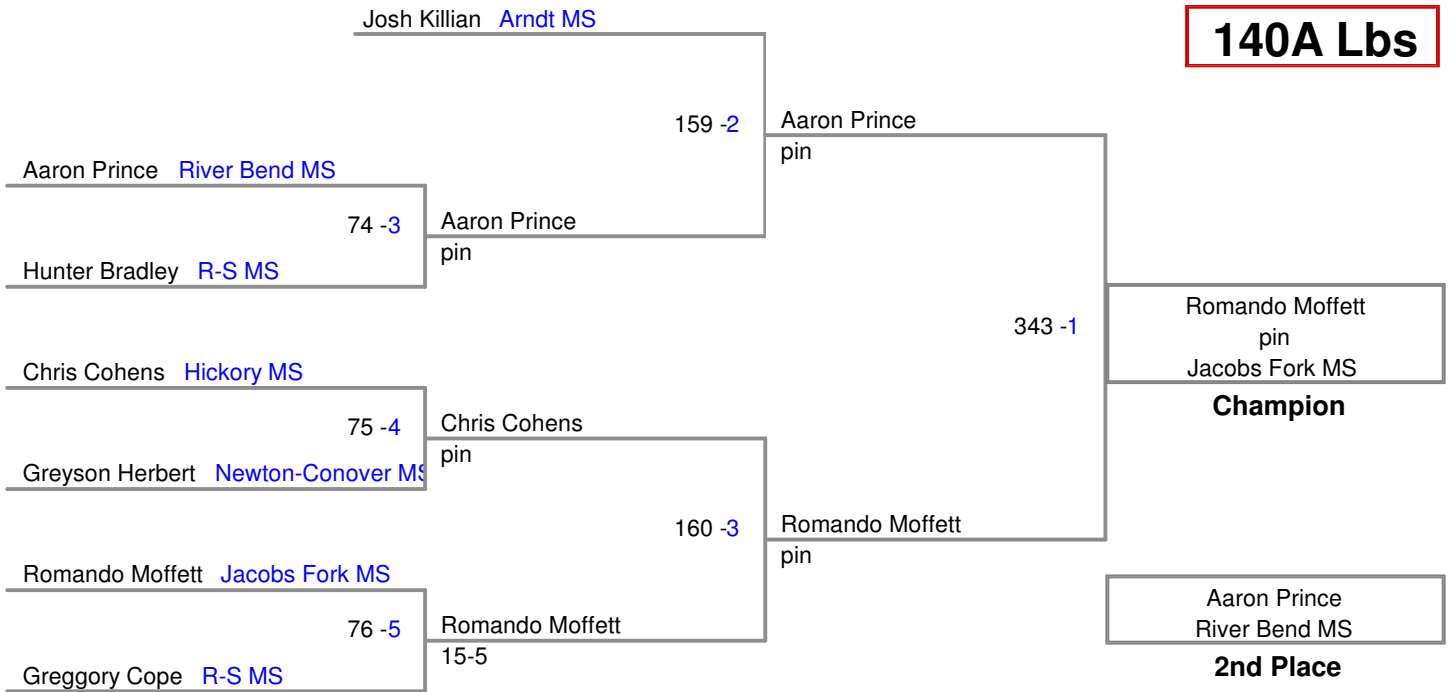 Josh Killian Arndt MS
140A Lbs
159 -2
Aaron Prince
pin
Aaron Prince River Bend MS
74 -3
Aaron Prince
pin
Hunter Bradley R-S MS
343 -1
Romando Moffett
pin
Jacobs Fork MS
Champion
Chris Cohens Hickory MS
75 -4
Chris Cohens
pin
Greyson Herbert Newton-Conover MS
160 -3
Romando Moffett
pin
Romando Moffett Jacobs Fork MS
76 -5
Romando Moffett
15-5
Greggory Cope R-S MS
Aaron Prince
River Bend MS
2nd Place